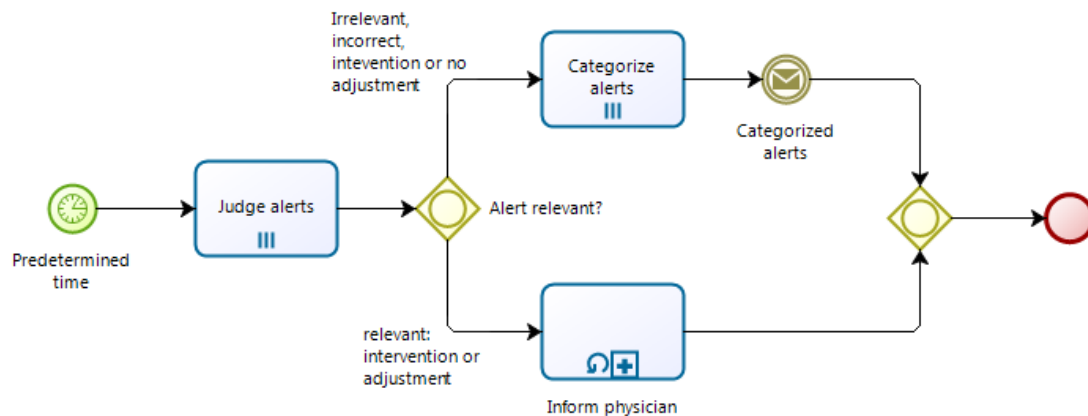 Irrelevant,
incorrect,
intevention or no
adjustment
Categorize
alerts
Categorized
alerts
Judge alerts
Alert relevant?
Predetermined
time
relevant:
intervention or
adjustment
Inform physician